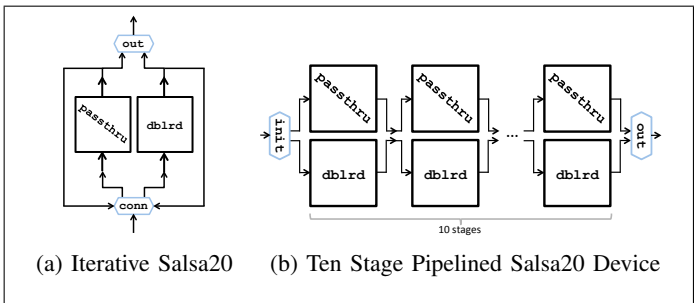 out
passthru
dblrd
conn
init
passthru
passthru
passthru
...
dblrd
dblrd
dblrd
out
10 stages
(a) Iterative Salsa20
(b) Ten Stage Pipelined Salsa20 Device